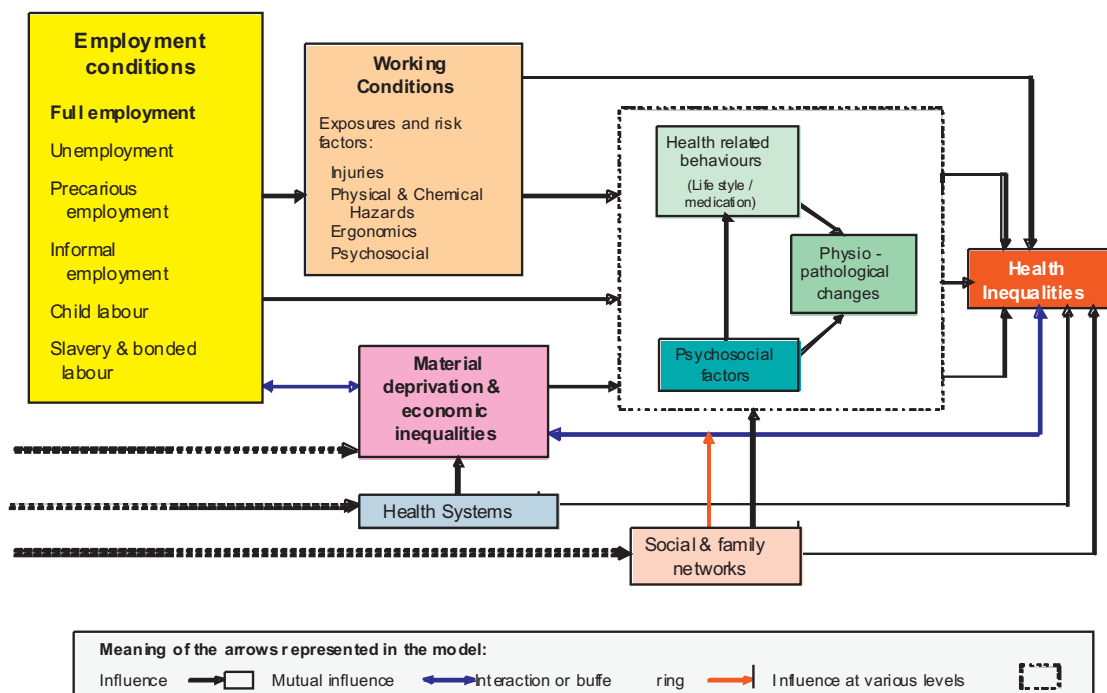 Employment
conditions
Full employment
Unemployment
Precarious
employment
Informal
employment
Child labour
Slavery & bonded
labour
Working
Conditions
Exposures and risk
factors:
Injuries
Physical & Chemical
Hazards
Ergonomics
Psychosocial
Material
deprivation &
economic
inequalities
Health Systems
Social & family
networks
Health related
behaviours
(Life style /
medication)
Physio -
pathological
changes
Psychosocial
factors
Health
Inequalities
Meaning of the arrows represented in the model:
Influence Mutual influence Interaction or buffe ring Influence at various levels